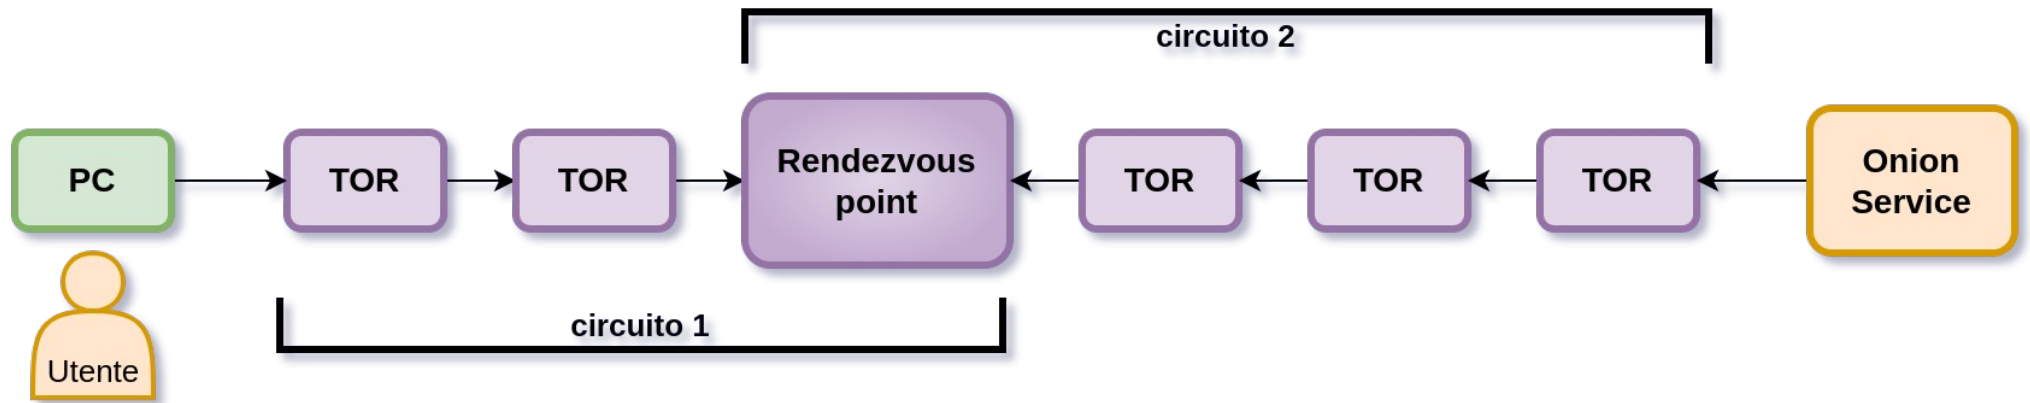 circuito 2
PC
TOR
TOR
Rendezvous
point
TOR
TOR
TOR
Onion
Service
circuito 1
Utente